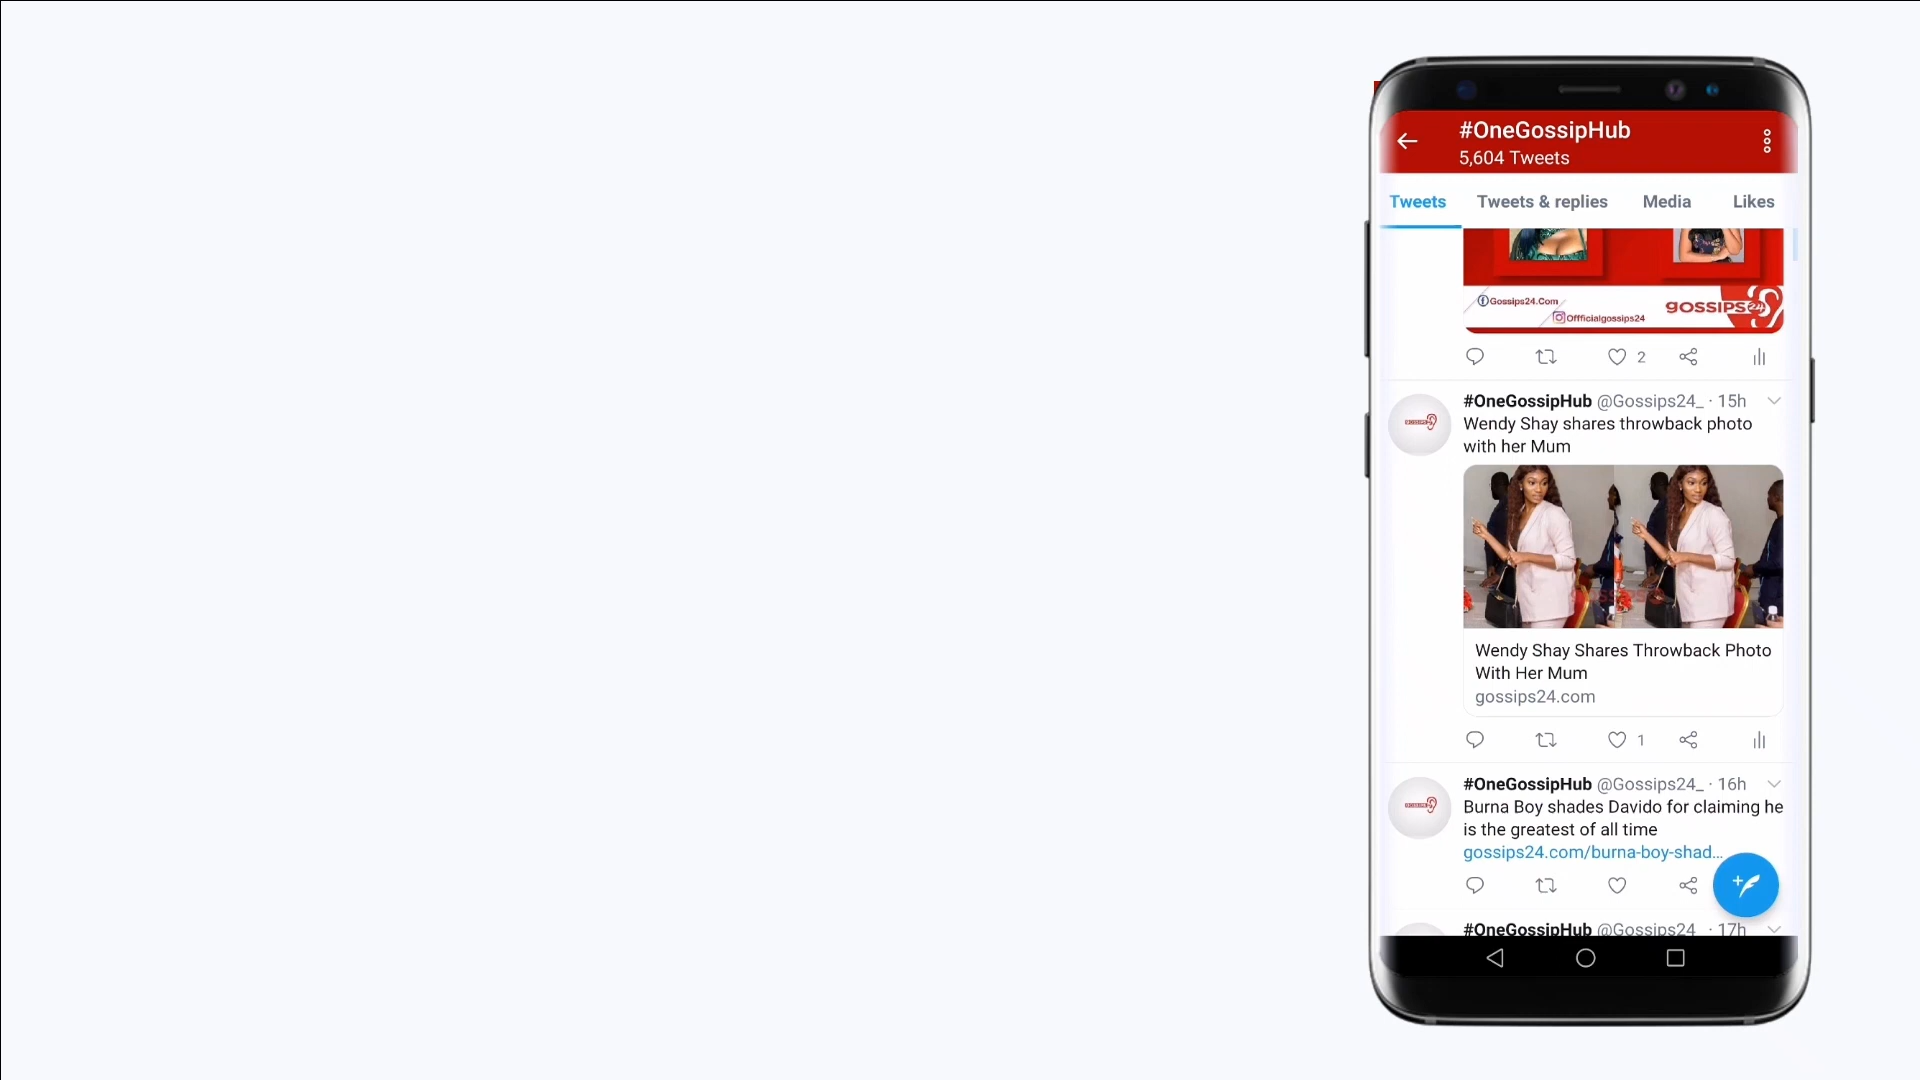 #OneGossipHub
5,604 Tweets
Tweets
Tweets & replies
Media
Likes
Gossips24.Com
Offficialgossips24
gOSSIPS24
2
#OneGossipHub @Gossips24_ · 15h
Wendy Shay shares throwback photo
with her Mum
Wendy Shay Shares Throwback Photo
With Her Mum
gossips24.com
1
#OneGossipHub @Gossips24_ · 16h
Burna Boy shades Davido for claiming he
is the greatest of all time
gossips24.com/burna-boy-shad...
#OneGossipHub @Gossips24_ · 17h